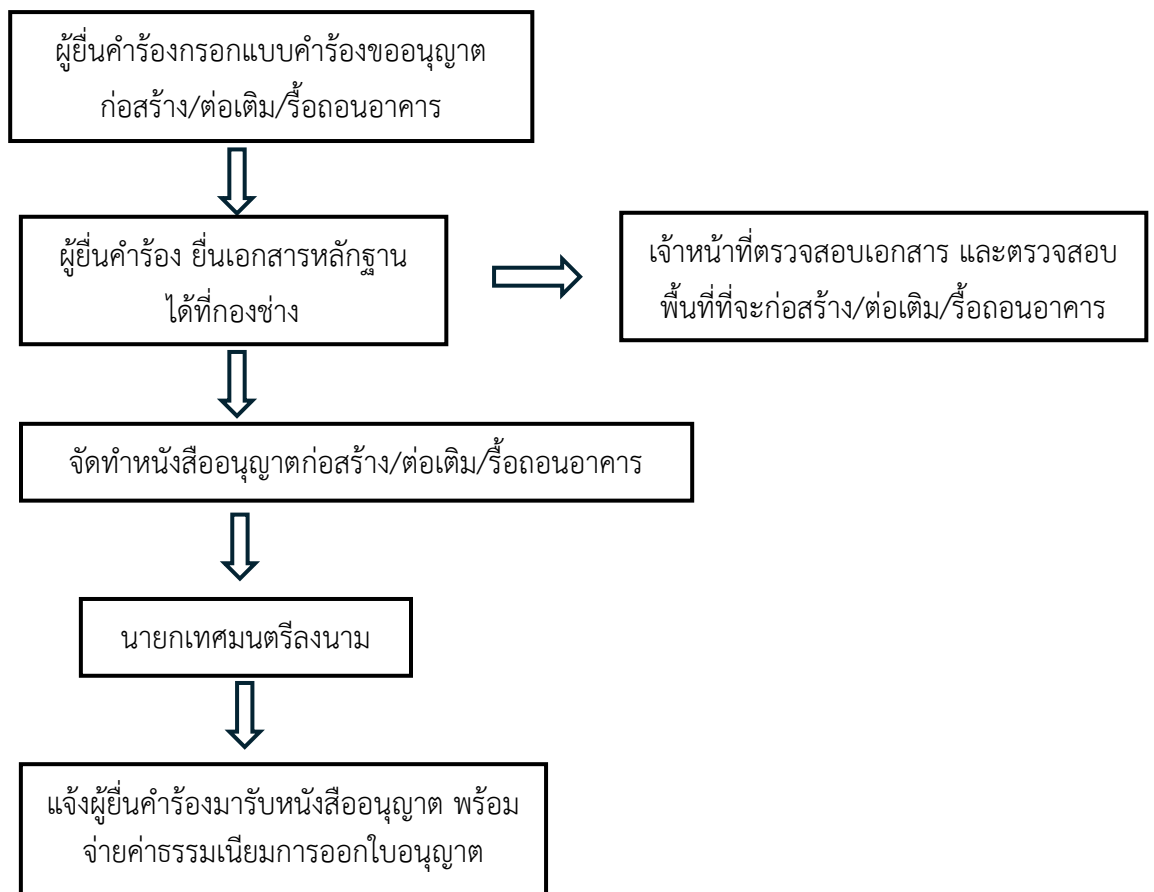 ผู้ยื่นคำร้องกรอกแบบคำร้องขออนุญาต
ก่อสร้าง/ต่อเติม/รื้อถอนอาคาร
ผู้ยื่นคำร้อง ยื่นเอกสารหลักฐาน
ได้ที่กองช่าง
เจ้าหน้าที่ตรวจสอบเอกสาร และตรวจสอบ
พื้นที่ที่จะก่อสร้าง/ต่อเติม/รื้อถอนอาคาร
จัดทำหนังสืออนุญาตก่อสร้าง/ต่อเติม/รื้อถอนอาคาร
นายกเทศมนตรีลงนาม
แจ้งผู้ยื่นคำร้องมารับหนังสืออนุญาต พร้อม
จ่ายค่าธรรมเนียมการออกใบอนุญาต